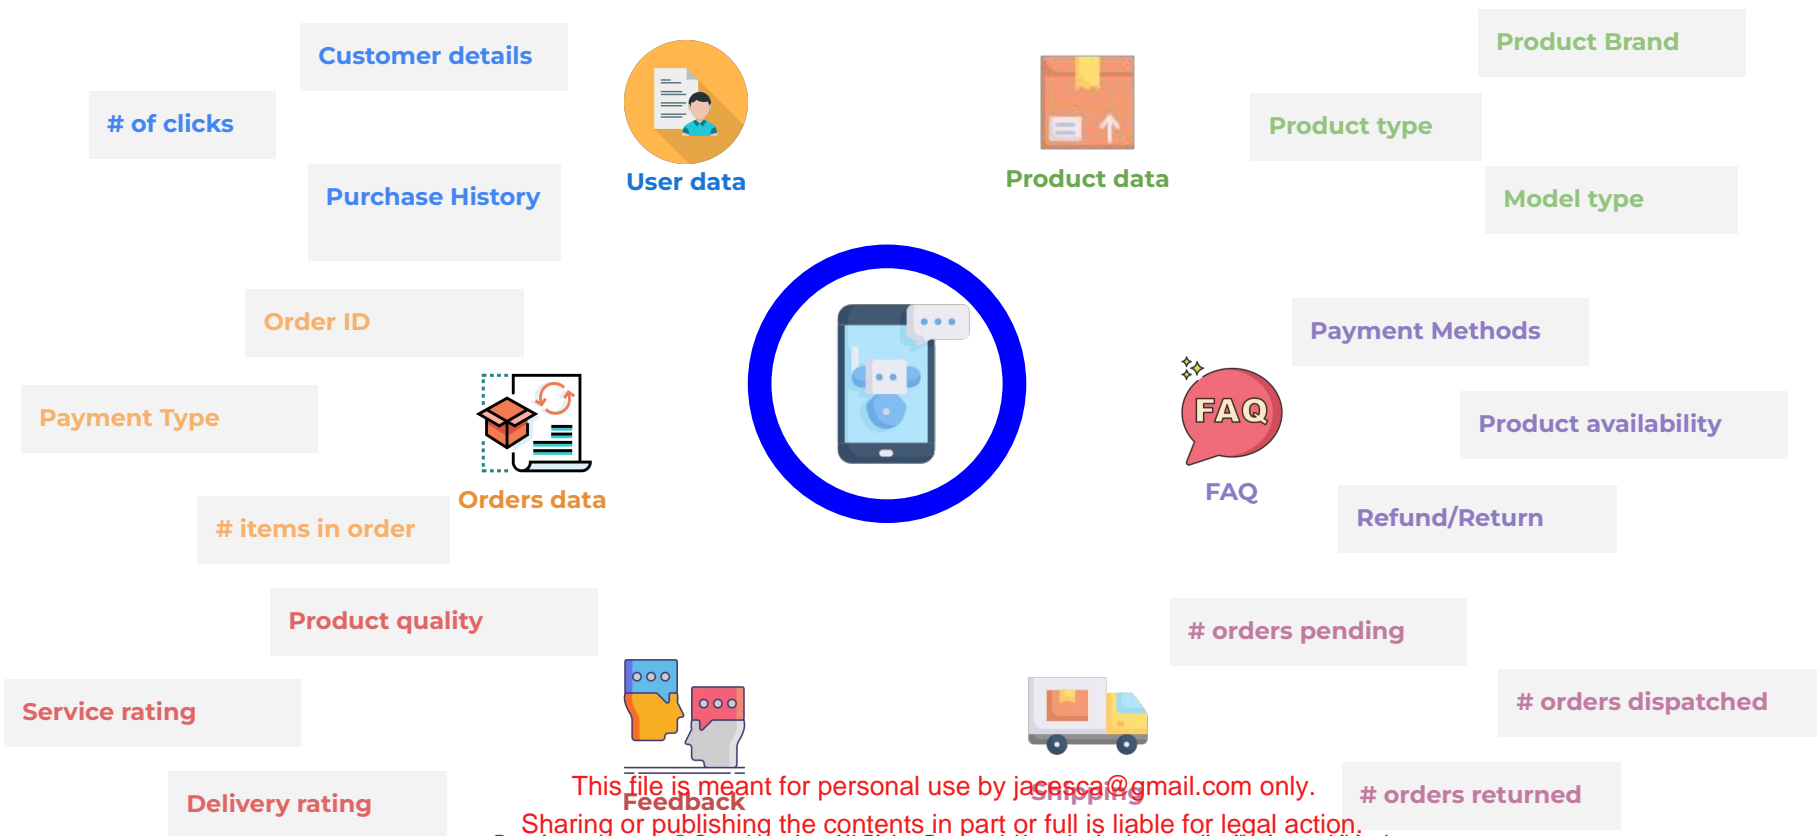 Customer details
# of clicks
Purchase History
User data
Product data
Product Brand
Product type
Model type
Order ID
Payment Type
# items in order
Orders data
FAQ
FAQ
Payment Methods
Product availability
Refund/Return
Product quality
Service rating
Delivery rating
Feedback
Shipping
# orders pending
# orders dispatched
# orders returned
This file is meant for personal use by jacesca@gmail.com only.
Sharing or publishing the contents in part or full is liable for legal action.